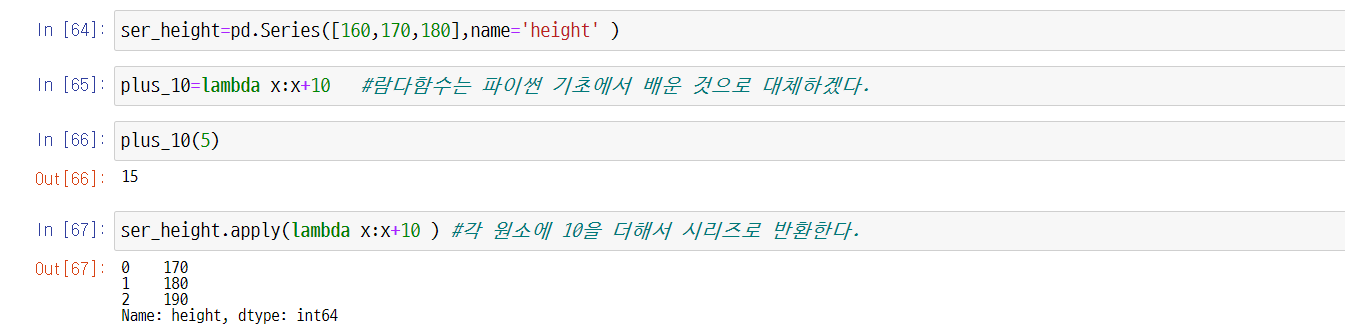 In [64]: ser_height=pd.Series([160,170,180],name='height' )
In [65]: plus_10=lambda x:x+10   #람다함수는 파이썬 기초에서 배운 것으로 대체하겠다.
In [66]: plus_10(5)
Out[66]: 15
In [67]: ser_height.apply(lambda x:x+10 ) #각 원소에 10을 더해서 시리즈로 반환한다.
Out[67]: 0    170
1    180
2    190
Name: height, dtype: int64